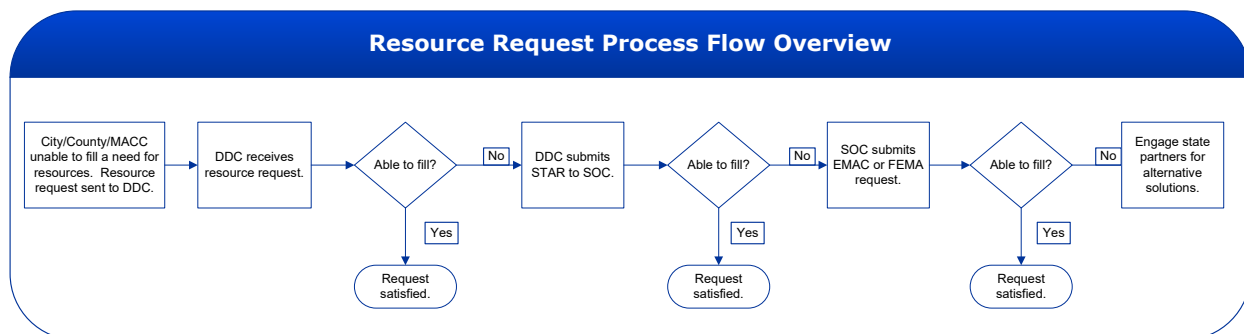 Resource Request Process Flow Overview
City/County/MACC
unable to fill a need for
resources.  Resource
request sent to DDC.
DDC receives
resource request.
Able to fill?
No
DDC submits
STAR to SOC.
Able to fill?
No
SOC submits
EMAC or FEMA
request.
Able to fill?
No
Engage state
partners for
alternative
solutions.
Yes
Yes
Yes
Request
satisfied.
Request
satisfied.
Request
satisfied.